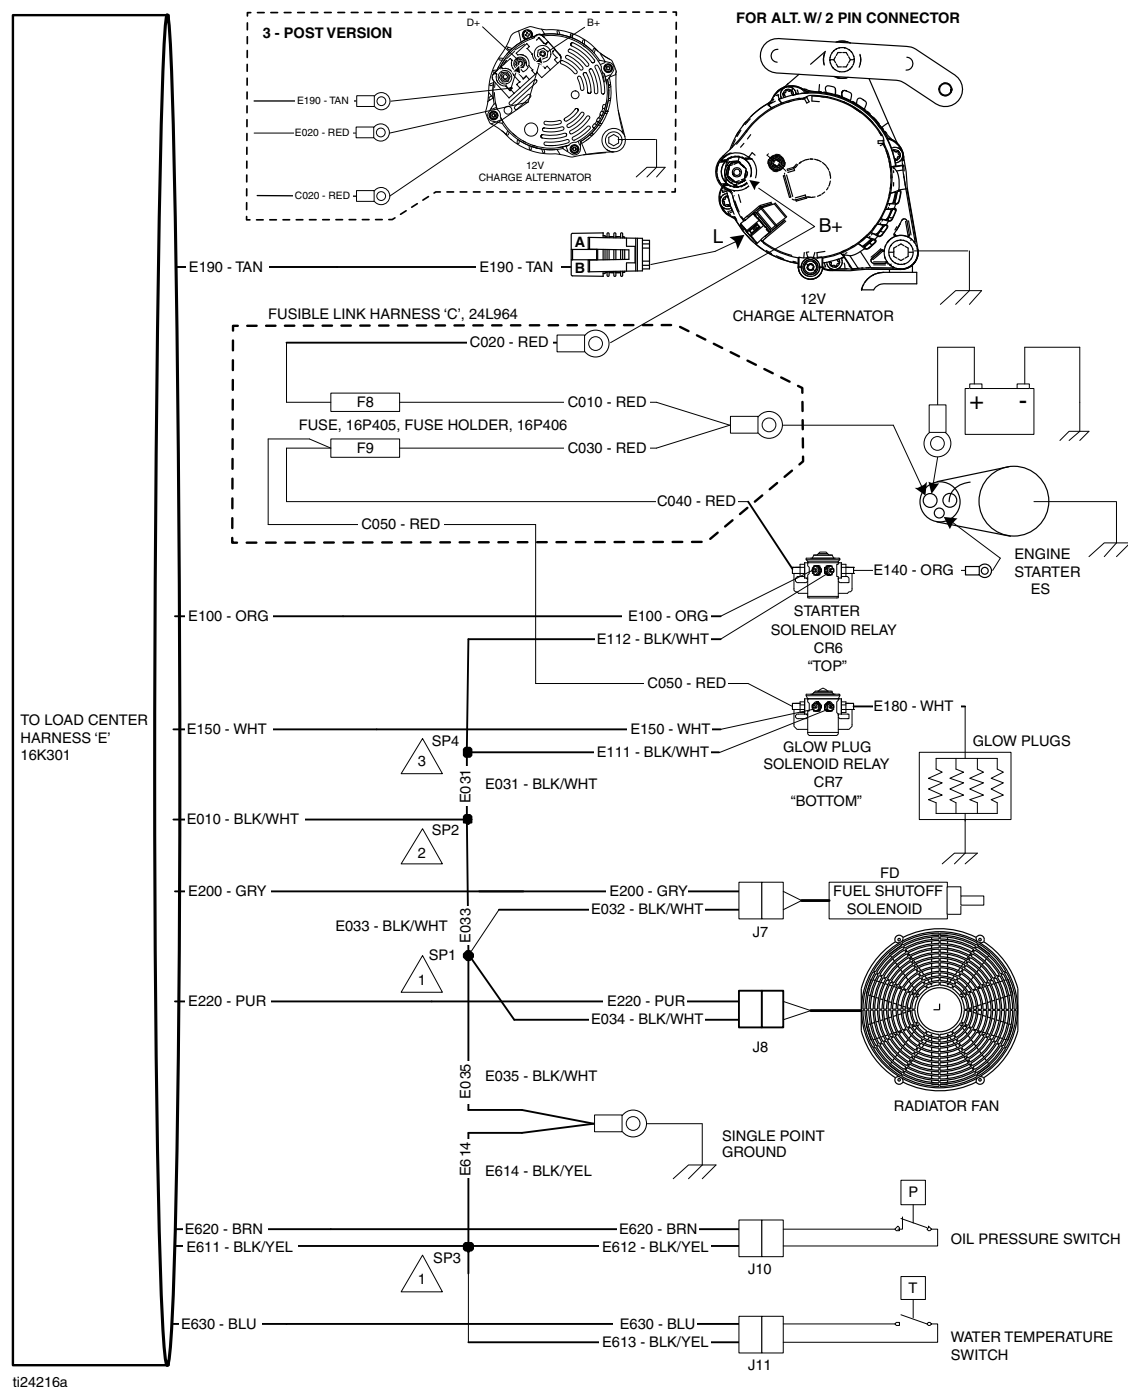 3 - POST VERSION
D+
B+
E190 - TAN
E020 - RED
C020 - RED
12V
CHARGE ALTERNATOR
FOR ALT. W/ 2 PIN CONNECTOR
L
B+
E190 - TAN
E190 - TAN
A
B
12V
CHARGE ALTERNATOR
FUSIBLE LINK HARNESS ‘C’, 24L964
C020 - RED
F8
C010 - RED
FUSE, 16P405, FUSE HOLDER, 16P406
F9
C030 - RED
C040 - RED
C050 - RED
+
-
ENGINE
STARTER
ES
E140 - ORG
STARTER
SOLENOID RELAY
CR6
“TOP”
E100 - ORG
E100 - ORG
E112 - BLK/WHT
C050 - RED
TO LOAD CENTER
HARNESS ‘E’
16K301
E150 - WHT
E150 - WHT
E180 - WHT
SP4
3
E111 - BLK/WHT
GLOW PLUG
SOLENOID RELAY
CR7
“BOTTOM”
GLOW PLUGS
E031
E031 - BLK/WHT
E010 - BLK/WHT
SP2
2
E200 - GRY
E200 - GRY
E032 - BLK/WHT
J7
FD
FUEL SHUTOFF
SOLENOID
E033 - BLK/WHT
E033
SP1
1
E220 - PUR
E220 - PUR
E034 - BLK/WHT
J8
RADIATOR FAN
E035
E035 - BLK/WHT
SINGLE POINT
GROUND
E614
E614 - BLK/YEL
E620 - BRN
E620 - BRN
E611 - BLK/YEL
E612 - BLK/YEL
J10
P
OIL PRESSURE SWITCH
SP3
1
E630 - BLU
E630 - BLU
E613 - BLK/YEL
J11
T
WATER TEMPERATURE
SWITCH
ti24216a